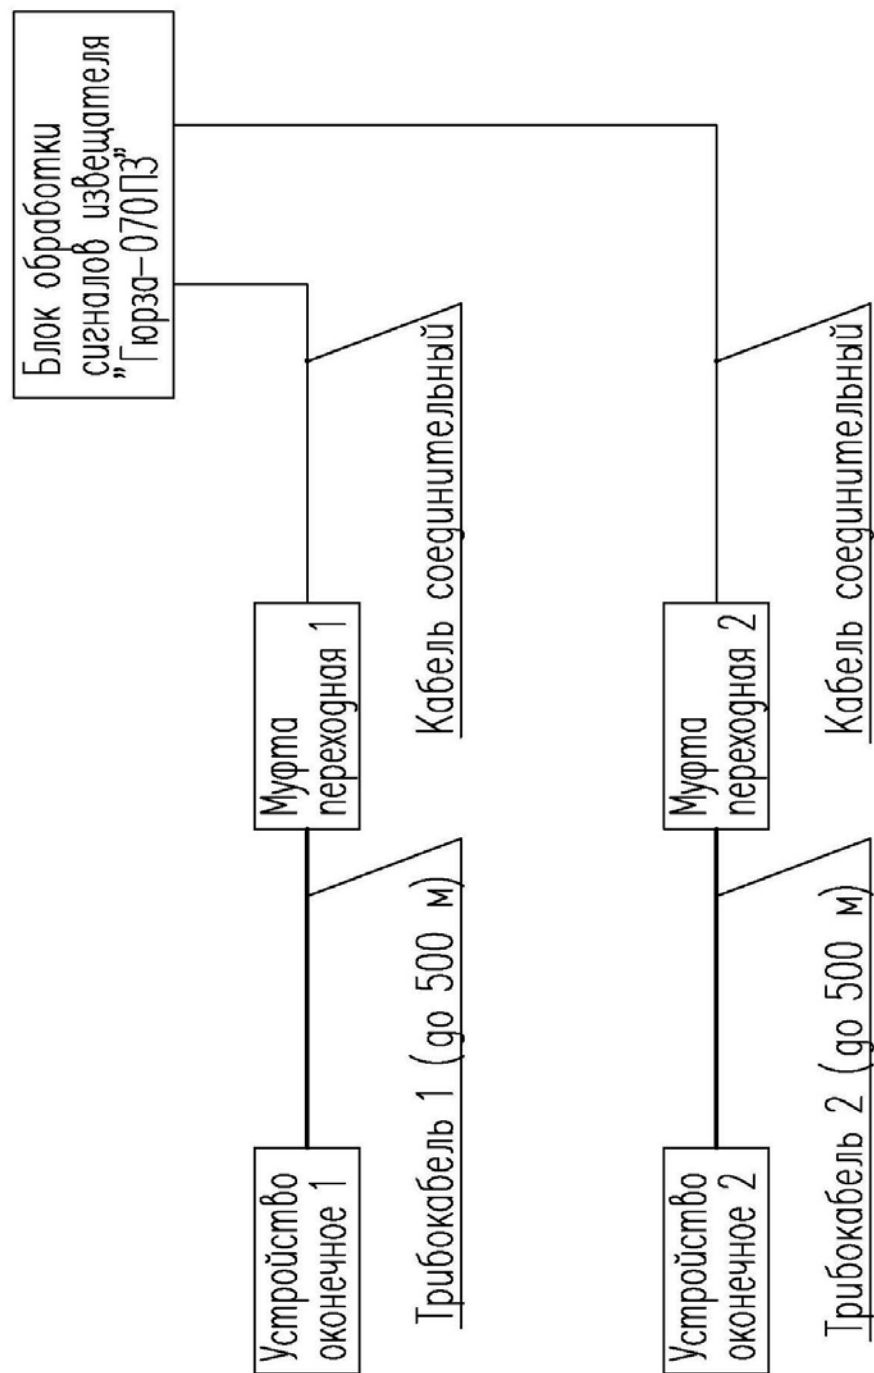 Блок обработки
сигналов извещателя
"Гюрза-070ПЗ"
Муфта
переходная 1
Кабель соединительный
Устройство
оконечное 1
Трибокабель 1 (до 500 м)
Муфта
переходная 2
Кабель соединительный
Устройство
оконечное 2
Трибокабель 2 (до 500 м)